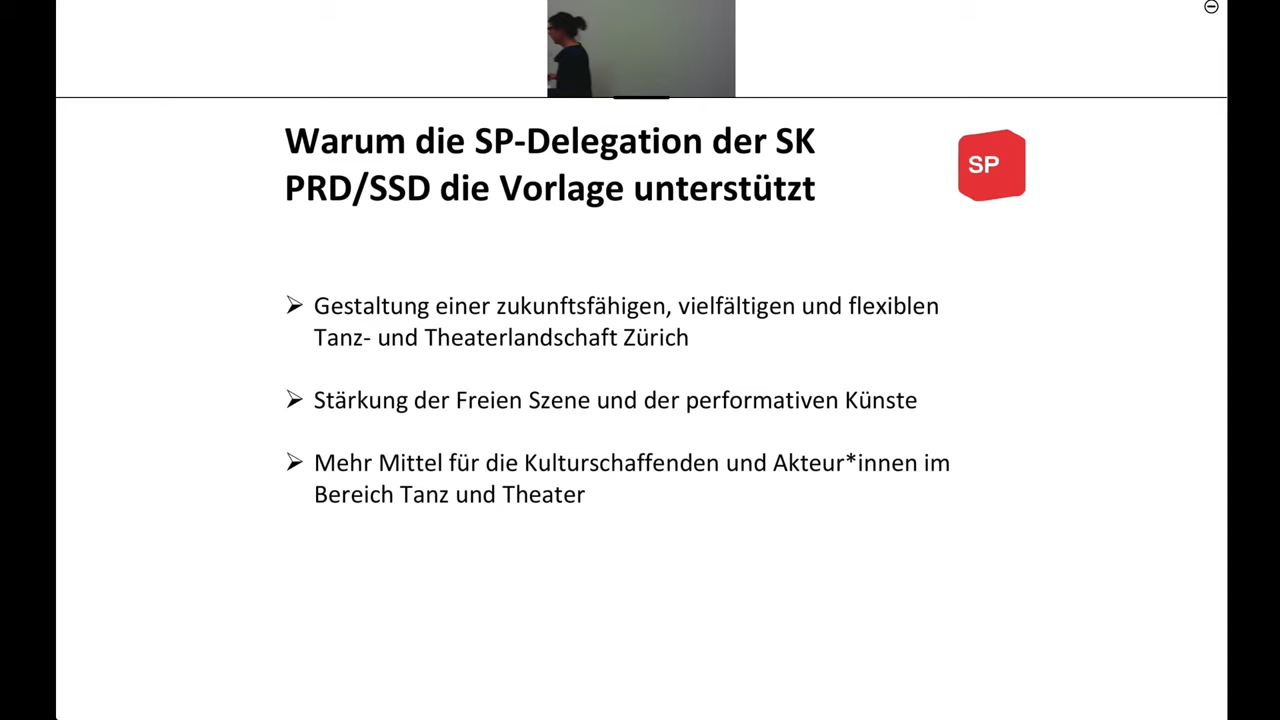 Warum die SP-Delegation der SK
PRD/SSD die Vorlage unterstützt
SP
Gestaltung einer zukunftsfähigen, vielfältigen und flexiblen
Tanz- und Theaterlandschaft Zürich
Stärkung der Freien Szene und der performativen Künste
Mehr Mittel für die Kulturschaffenden und Akteur*innen im
Bereich Tanz und Theater